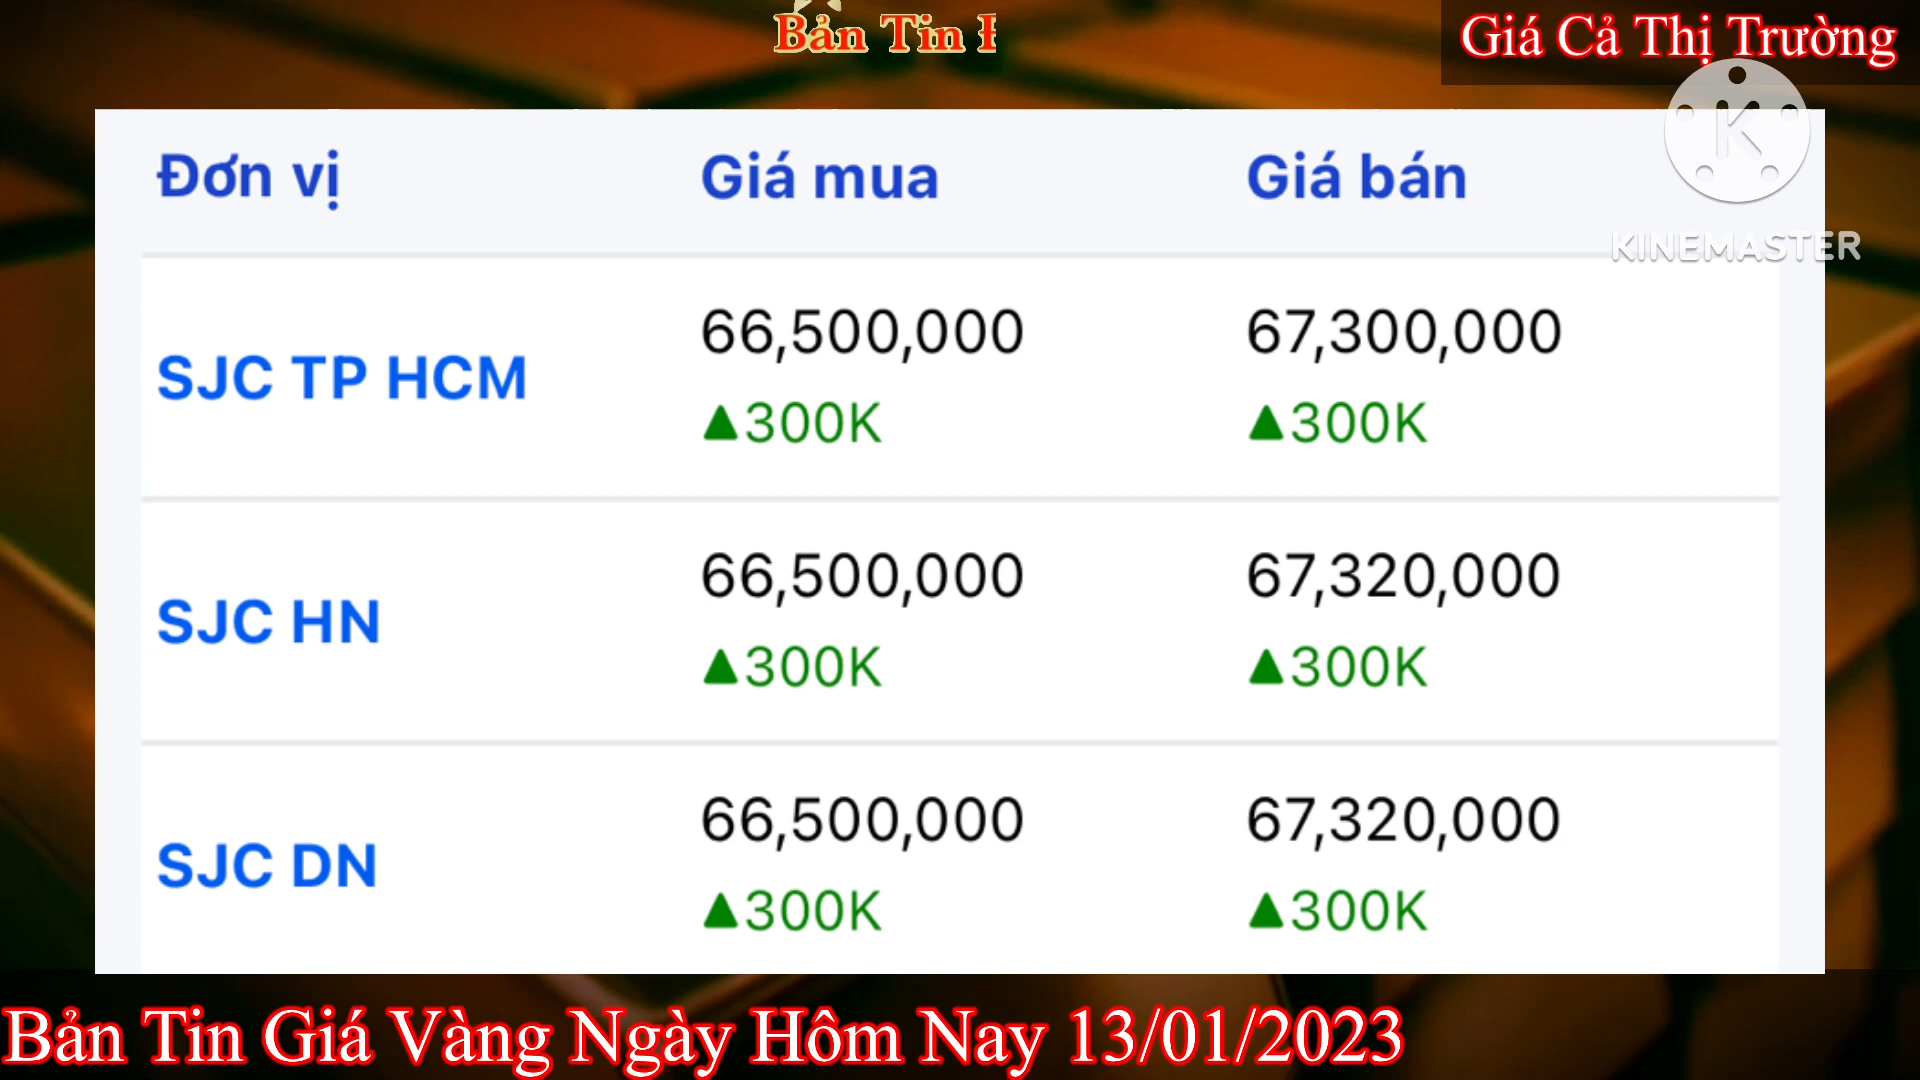 Bản Tin
Giá Cả Thị Trường
K
KINEMASTER
Đơn vị Giá mua Giá bán
SJC TP HCM 66,500,000 67,300,000
▲300K ▲300K
SJC HN 66,500,000 67,320,000
▲300K ▲300K
SJC DN 66,500,000 67,320,000
▲300K ▲300K
Bản Tin Giá Vàng Ngày Hôm Nay 13/01/2023